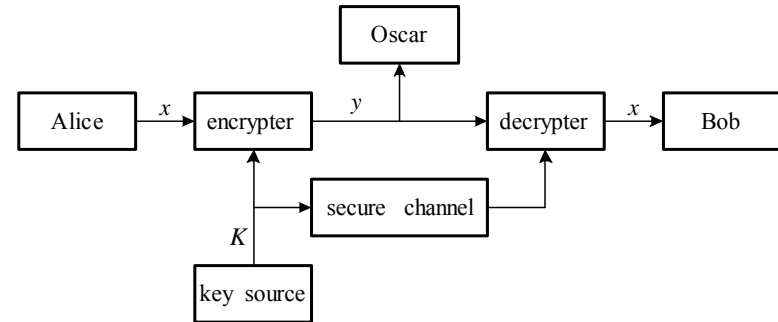 Oscar
x
y
x
Alice
encrypter
decrypter
Bob
secure channel
K
key source